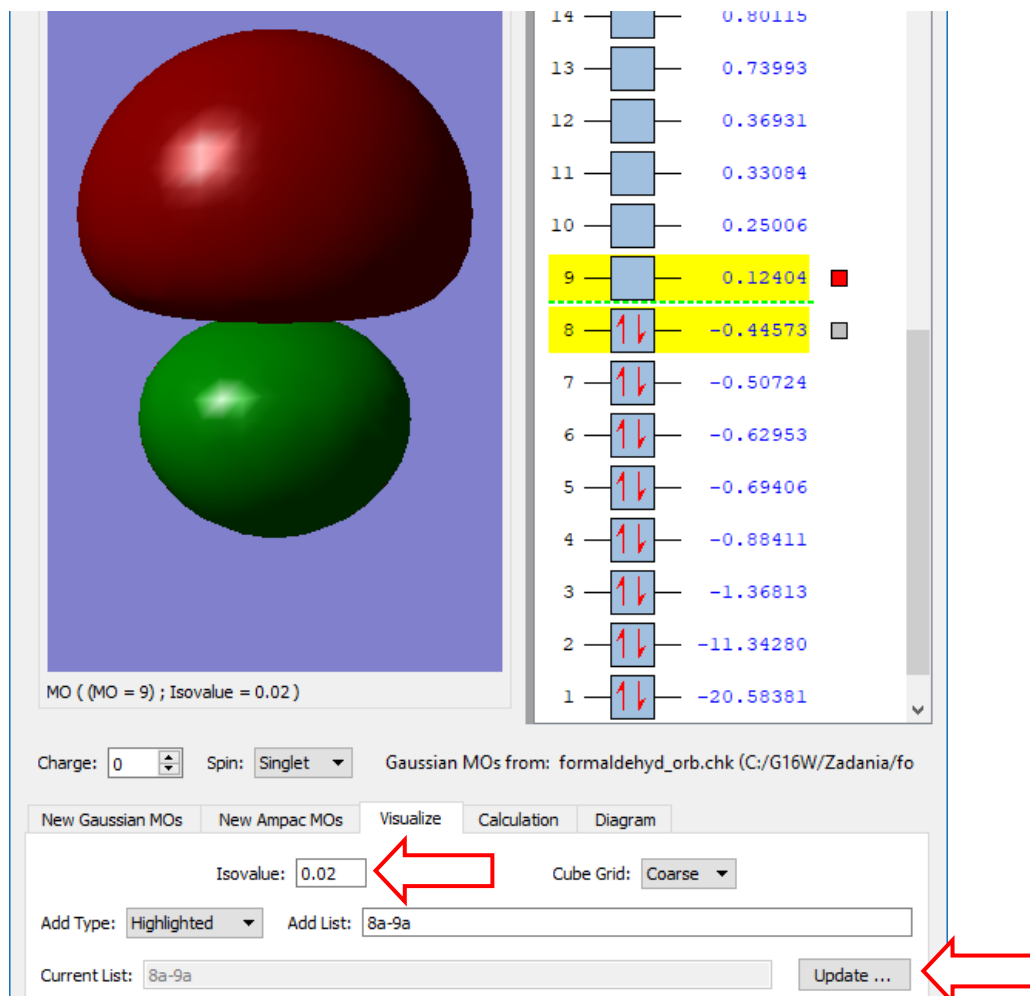 14 0.80115
13 0.73993
12 0.36931
11 0.33084
10 0.25006
9 0.12404
8 -0.44573
7 -0.50724
6 -0.62953
5 -0.69406
4 -0.88411
3 -1.36813
2 -11.34280
1 -20.58381
MO ( (MO = 9) ; Isovalue = 0.02 )
Charge: 0 Spin: Singlet Gaussian MOs from: formaldehyd_orb.chk (C:/G16W/Zadania/fo
New Gaussian MOs New Ampac MOs Visualize Calculation Diagram
Isovalue: 0.02 Cube Grid: Coarse
Add Type: Highlighted Add List: 8a-9a
Current List: 8a-9a Update ...